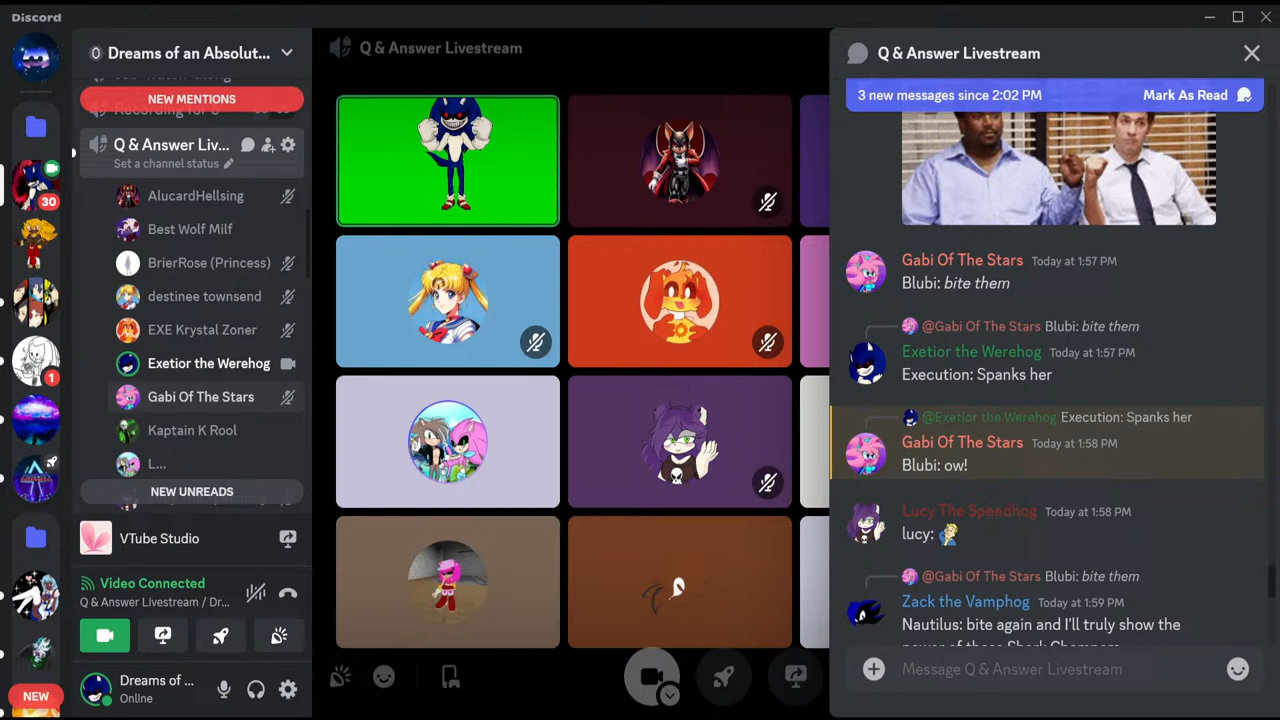 Discord
Dreams of an Absolut...
NEW MENTIONS
Q & Answer Liv...
Set a channel status
AlucardHellsing
Best Wolf Milf
BrierRose (Princess)
destinee townsend
EXE Krystal Zoner
Exetior the Werehog
Gabi Of The Stars
Kaptain K Rool
L...
NEW UNREADS
VTube Studio
Video Connected
Q & Answer Livestream / Dr...
Dreams of ...
Online
30
1
NEW
Q & Answer Livestream
Q & Answer Livestream
3 new messages since 2:02 PM Mark As Read
Gabi Of The Stars Today at 1:57 PM
Blubi: bite them
@Gabi Of The Stars Blubi: bite them
Exetior the Werehog Today at 1:57 PM
Execution: Spanks her
@Exetior the Werehog Execution: Spanks her
Gabi Of The Stars Today at 1:58 PM
Blubi: ow!
Lucy The Speedhog Today at 1:58 PM
lucy:
@Gabi Of The Stars Blubi: bite them
Zack the Vamphog Today at 1:59 PM
Nautilus: bite again and I'll truly show the
power of these Shark Chompers
Message Q & Answer Livestream